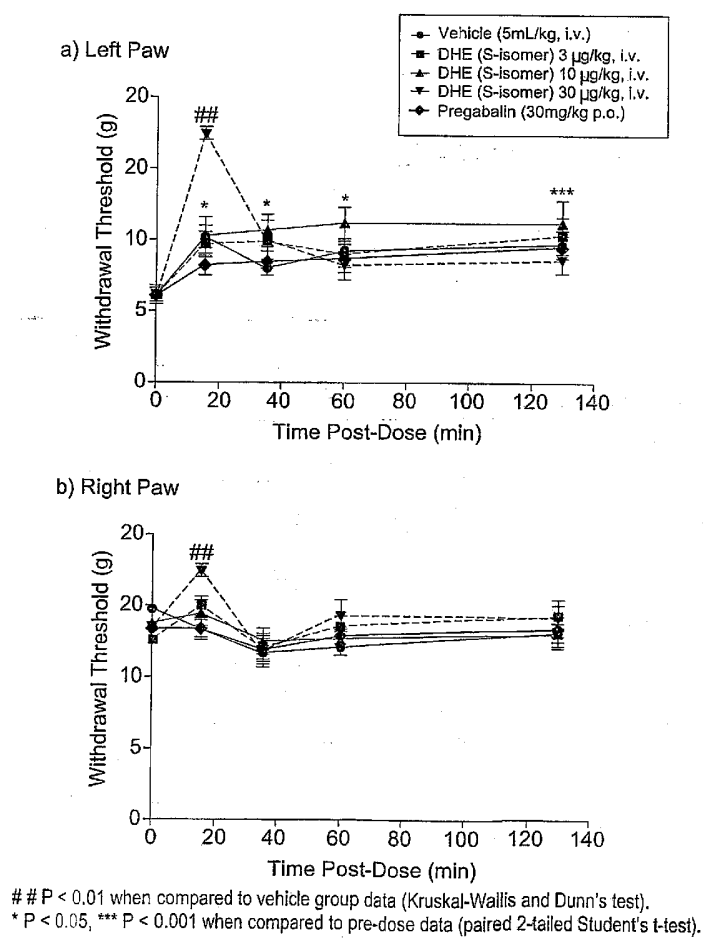 a) Left Paw
Vehicle (5mL/kg, i.v.)
DHE (S-isomer) 3 µg/kg, i.v.
DHE (S-isomer) 10 µg/kg, i.v.
DHE (S-isomer) 30 µg/kg, i.v.
Pregabalin (30mg/kg p.o.)
Withdrawal Threshold (g)
20
20
10
5
0
##
*
*
*
***
0 20 40 60 80 100 120 140
Time Post-Dose (min)
b) Right Paw
Withdrawal Threshold (g)
20
20
10
5
0
##
0 20 40 60 80 100 120 140
Time Post-Dose (min)
# # P < 0.01 when compared to vehicle group data (Kruskal-Wallis and Dunn's test).
* P < 0.05, *** P < 0.001 when compared to pre-dose data (paired 2-tailed Student's t-test).